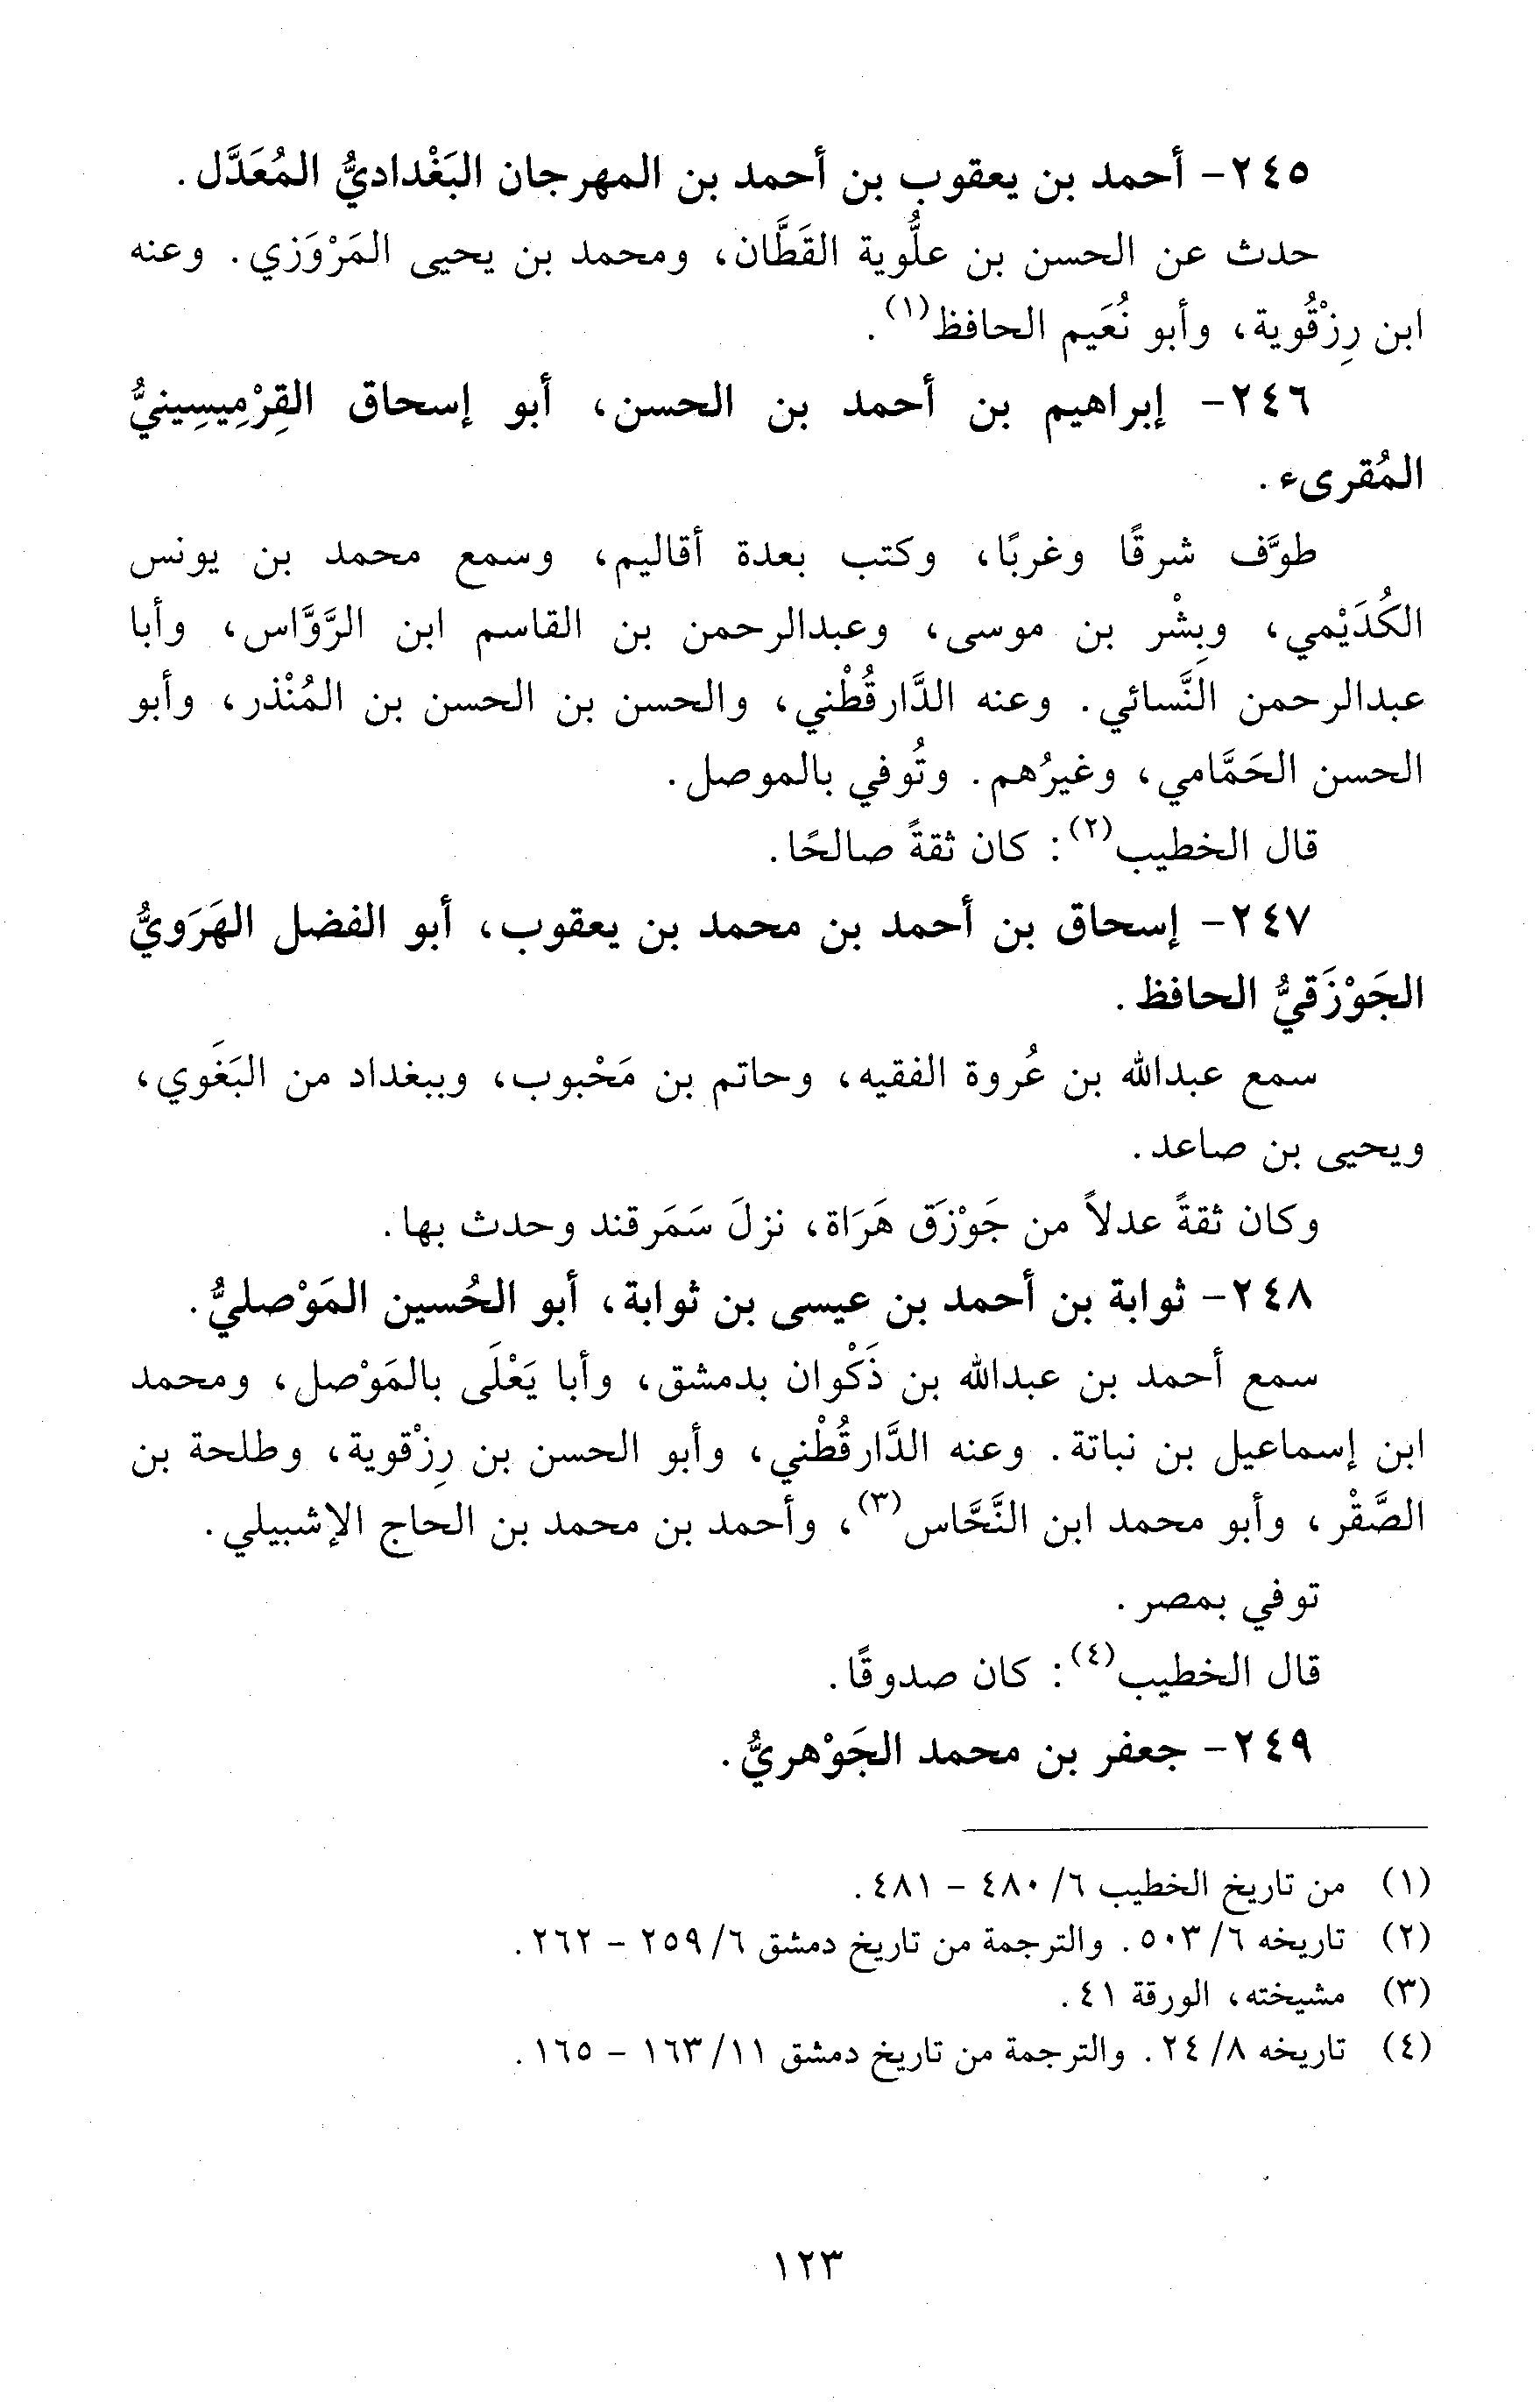 ٢٤٥- أحمد بن يعقوب بن أحمد بن المهرجان البَغْداديُّ المُعَدَّل.
حدث عن الحسن بن علُّوية القَطَّان، ومحمد بن يحيى المَرْوَزي. وعنه
ابن رِزْقُوية، وأبو نُعَيم الحافظ(١).
٢٤٦- إبراهيم بن أحمد بن الحسن، أبو إسحاق القِرْمِيسِينيُّ
المُقرىء.
طوَّف شرقًا وغربًا، وكتب بعدة أقاليم، وسمع محمد بن يونس
الكُدَيْمي، وبِشْر بن موسى، وعبدالرحمن بن القاسم ابن الرَّوَّاس، وأبا
عبدالرحمن النَّسائي. وعنه الدَّارقُطْني، والحسن بن الحسن بن المُنْذر، وأبو
الحسن الحَمَّامي، وغيرُهم. وتُوفي بالموصل.
قال الخطيب(٢): كان ثقةً صالحًا.
٢٤٧- إسحاق بن أحمد بن محمد بن يعقوب، أبو الفضل الهَرَويُّ
الجَوْزَقيُّ الحافظ.
سمع عبدالله بن عُروة الفقيه، وحاتم بن مَحْبوب، وببغداد من البَغَوي،
ويحيى بن صاعد.
وكان ثقةً عدلاً من جَوْزَق هَرَاة، نزلَ سَمَرقند وحدث بها.
٢٤٨- ثوابة بن أحمد بن عيسى بن ثوابة، أبو الحُسين المَوْصليُّ.
سمع أحمد بن عبدالله بن ذَكْوان بدمشق، وأبا يَعْلَى بالمَوْصل، ومحمد
ابن إسماعيل بن نباتة. وعنه الدَّارقُطْني، وأبو الحسن بن رِزْقوية، وطلحة بن
الصَّقْر، وأبو محمد ابن النَّحَّاس(٣)، وأحمد بن محمد بن الحاج الإشبيلي.
توفي بمصر.
قال الخطيب(٤): كان صدوقًا.
٢٤٩- جعفر بن محمد الجَوْهريُّ.
(١) من تاريخ الخطيب ٦/ ٤٨٠ - ٤٨١.
(٢) تاريخه ٦/ ٥٠٣. والترجمة من تاريخ دمشق ٦/ ٢٥٩ - ٢٦٢.
(٣) مشيخته، الورقة ٤١.
(٤) تاريخه ٨/ ٢٤. والترجمة من تاريخ دمشق ١١/ ١٦٣ - ١٦٥.
١٢٣